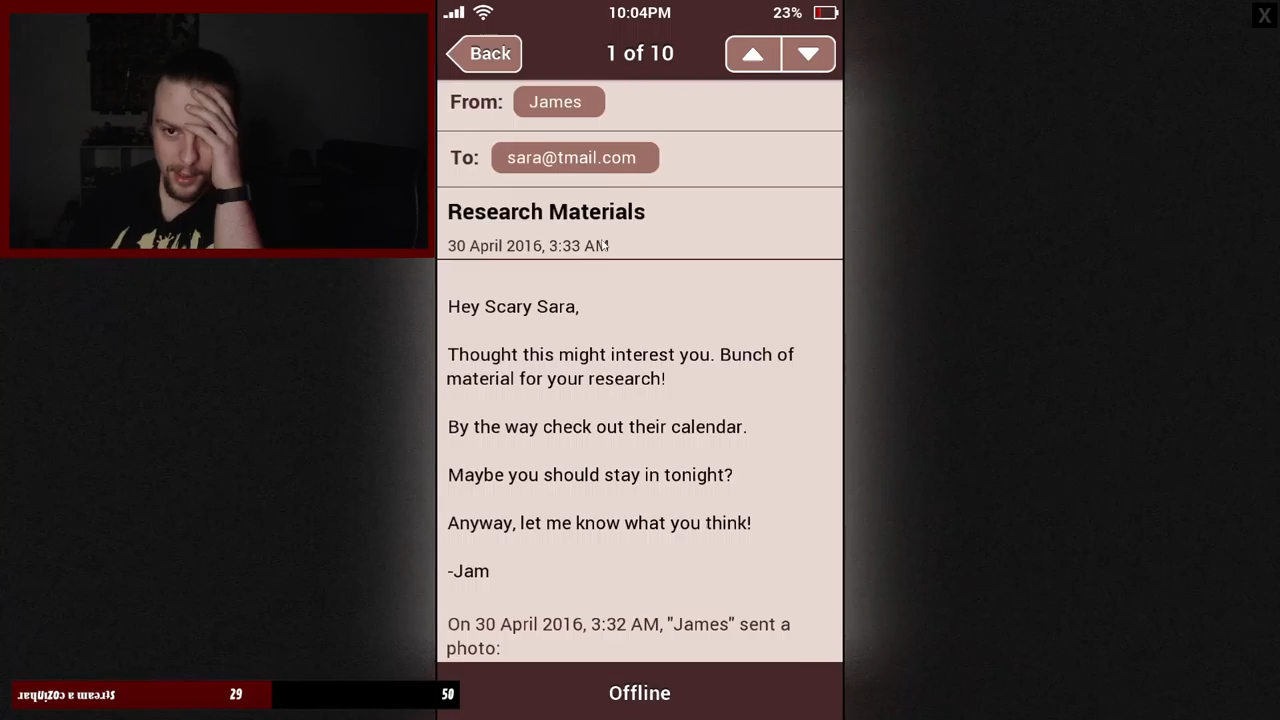 10:04PM
23%
X
Back
1 of 10
From: James
To: sara@tmail.com
Research Materials
30 April 2016, 3:33 AM
Hey Scary Sara,
Thought this might interest you. Bunch of
material for your research!
By the way check out their calendar.
Maybe you should stay in tonight?
Anyway, let me know what you think!
-Jam
On 30 April 2016, 3:32 AM, "James" sent a
photo:
Offline
stream a cozinhar
29
50